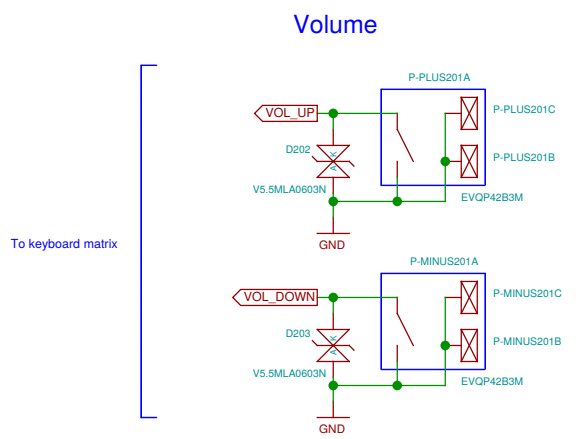 Volume
P-PLUS201A
VOL_UP
P-PLUS201C
D202
A K
P-PLUS201B
V5.5MLA0603N
EVQP42B3M
GND
To keyboard matrix
P-MINUS201A
VOL_DOWN
P-MINUS201C
D203
A K
P-MINUS201B
V5.5MLA0603N
EVQP42B3M
GND